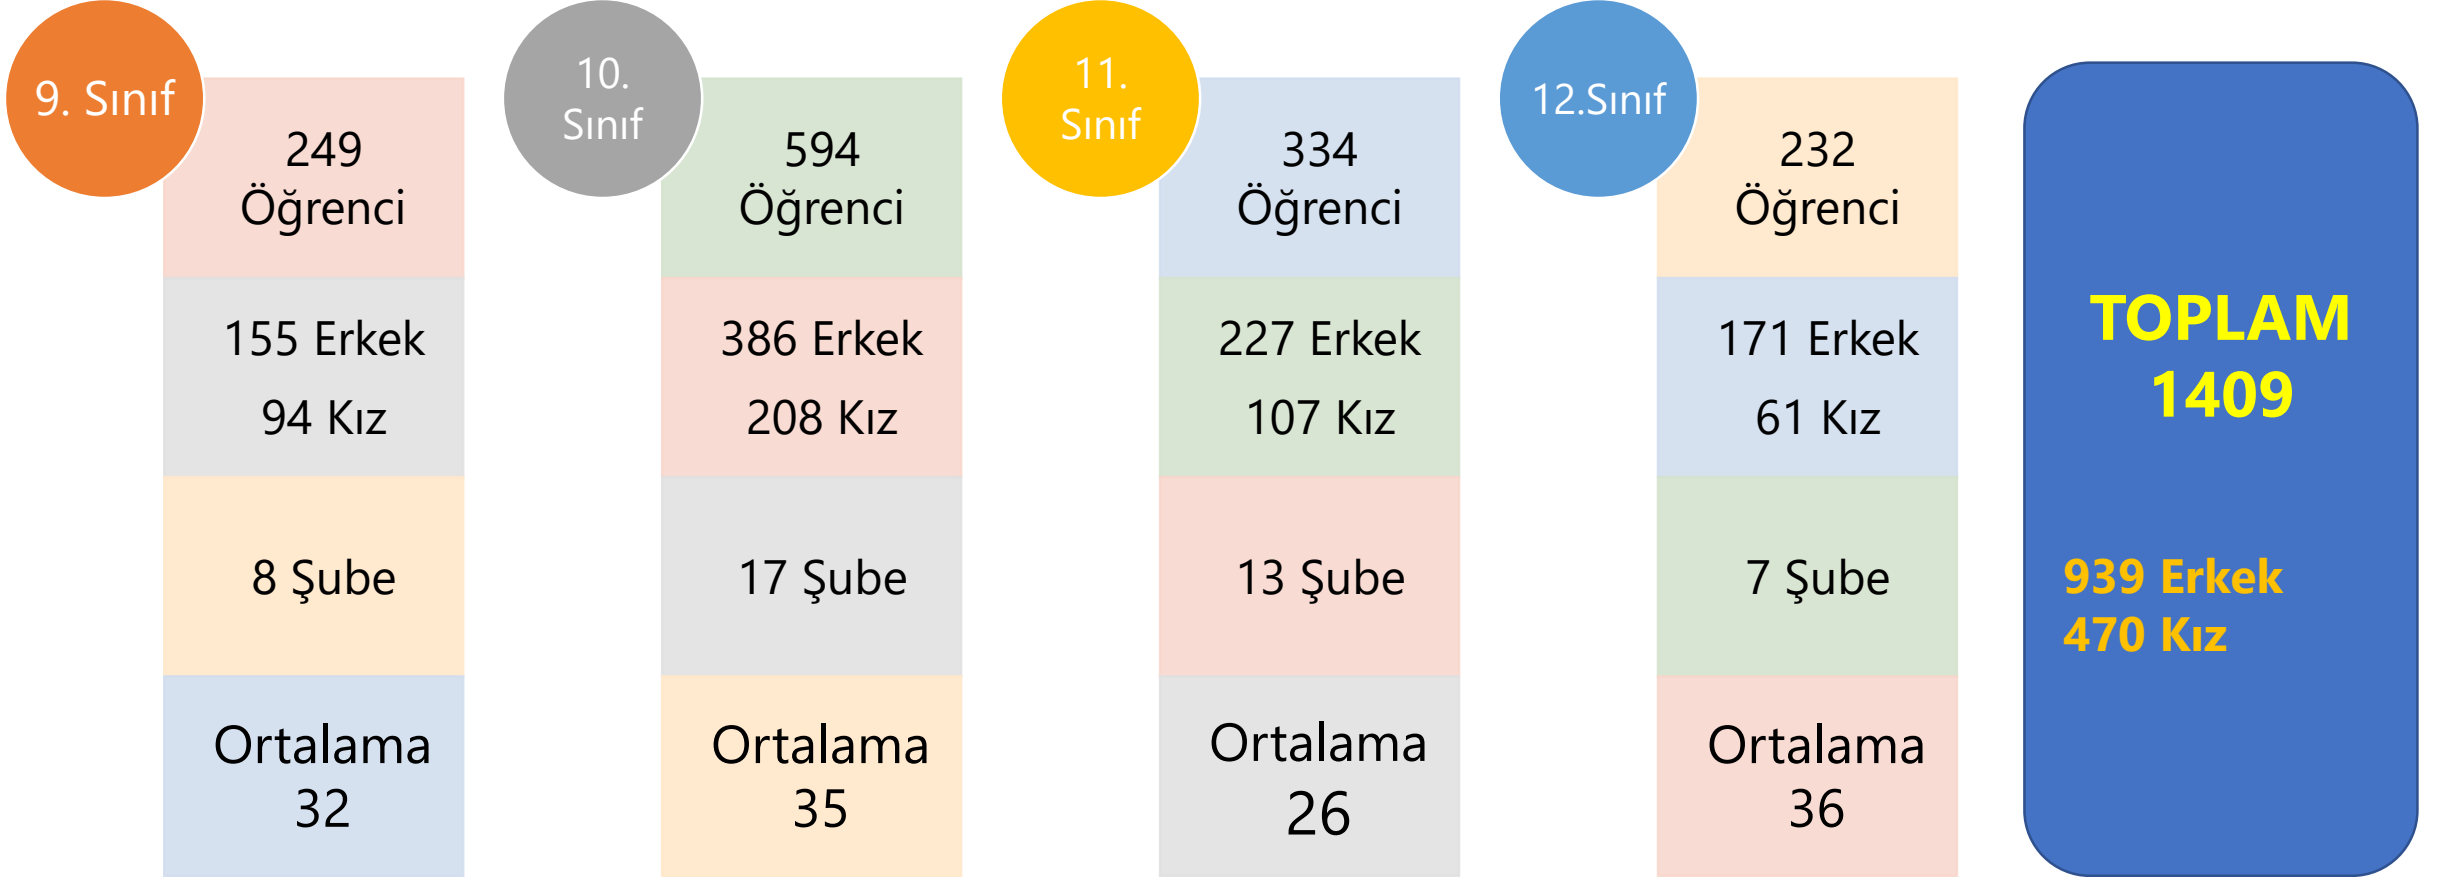 9. Sınıf
249
Öğrenci
155 Erkek
94 Kız
8 Şube
Ortalama
32
10.
Sınıf
594
Öğrenci
386 Erkek
208 Kız
17 Şube
Ortalama
35
11.
Sınıf
334
Öğrenci
227 Erkek
107 Kız
13 Şube
Ortalama
26
12.Sınıf
232
Öğrenci
171 Erkek
61 Kız
7 Şube
Ortalama
36
TOPLAM
1409
939 Erkek
470 Kız